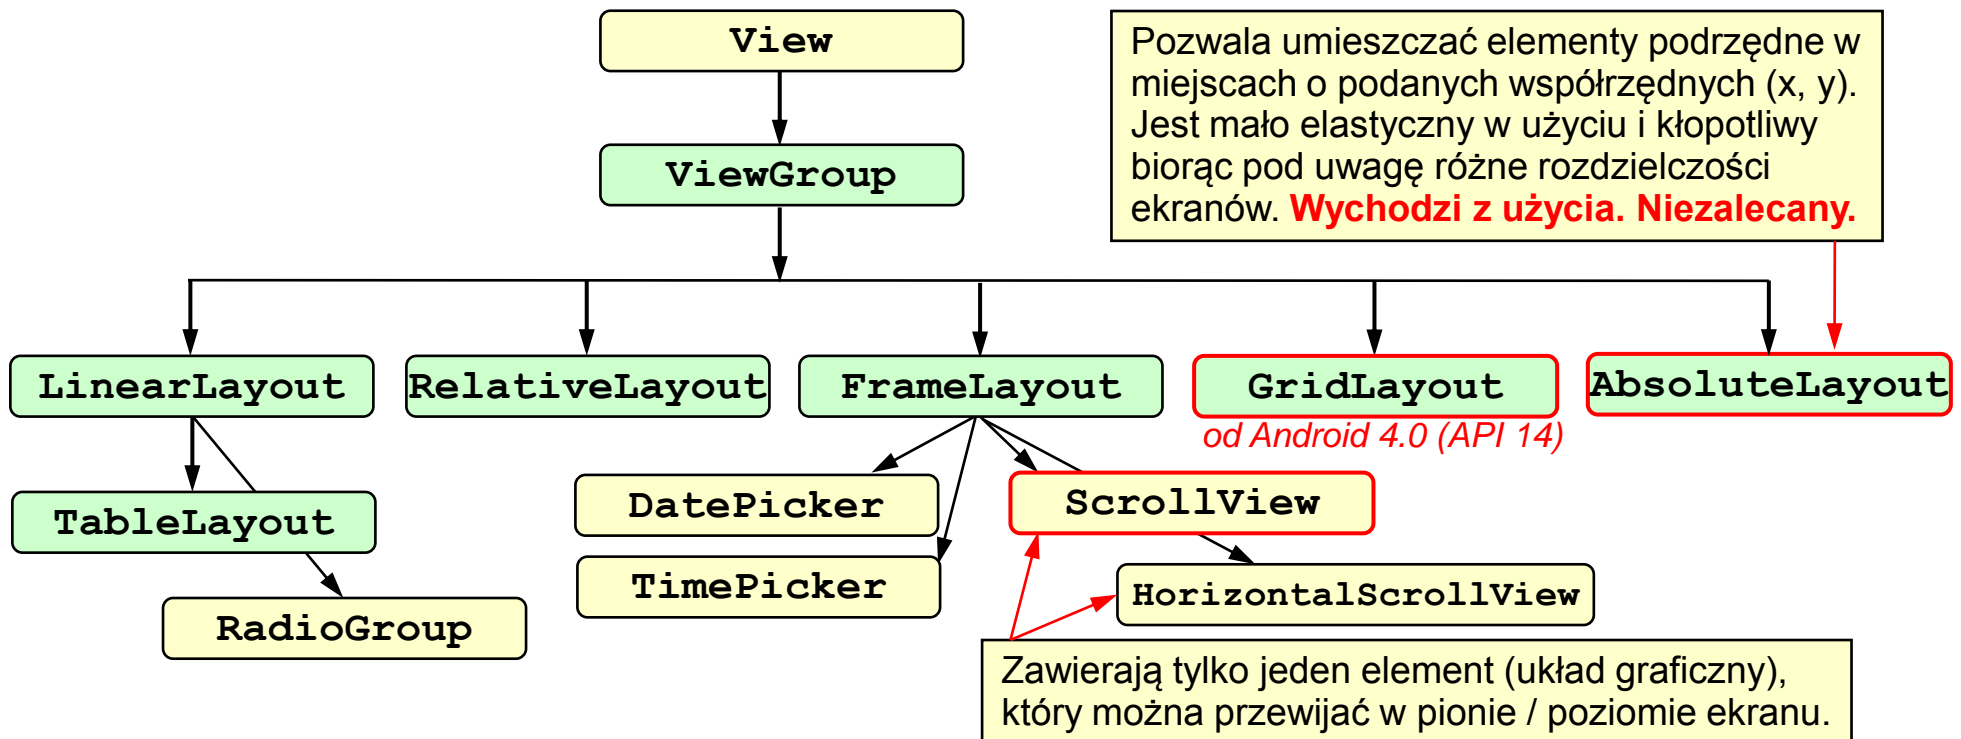 View
Pozwala umieszczać elementy podrzędne w
miejscach o podanych współrzędnych (x, y).
Jest mało elastyczny w użyciu i kłopotliwy
biorąc pod uwagę różne rozdzielczości
ekranów. Wychodzi z użycia. Niezalecany.
ViewGroup
LinearLayout
RelativeLayout
FrameLayout
GridLayout
AbsoluteLayout
od Android 4.0 (API 14)
TableLayout
DatePicker
ScrollView
TimePicker
HorizontalScrollView
RadioGroup
Zawierają tylko jeden element (układ graficzny),
który można przewijać w pionie / poziomie ekranu.